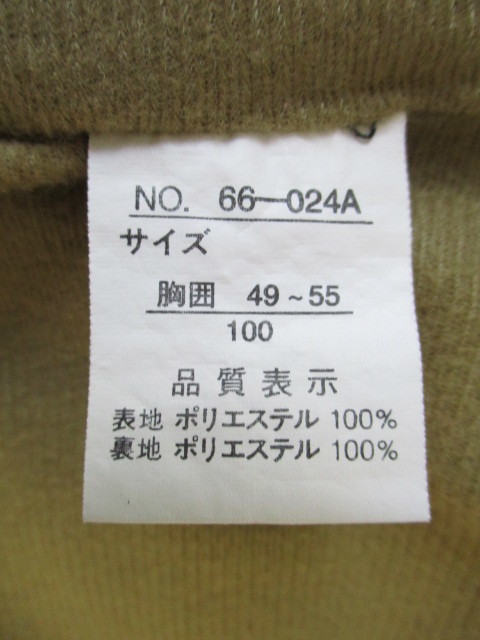 NO. 66—024A
サイズ
胸囲 49~55
100
品質表示
表地 ポリエステル 100%
裏地 ポリエステル 100%